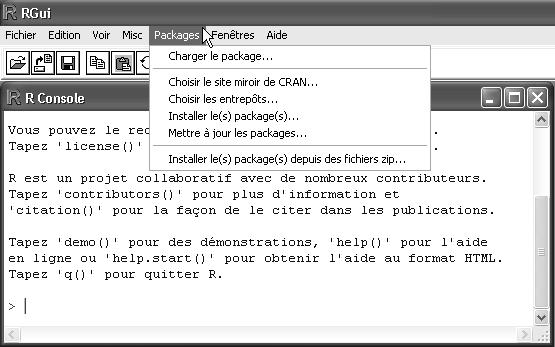 RGui
Fichier Edition Voir Misc Packages Fenêtres Aide
Charger le package...
Choisir le site miroir de CRAN...
Choisir les entrepôts...
Installer le(s) package(s)...
Mettre à jour les packages...
Installer le(s) package(s) depuis des fichiers zip...
R Console
Vous pouvez le
Tapez 'license()'
R est un projet collaboratif avec de nombreux contributeurs.
Tapez 'contributors()' pour plus d'information et
'citation()' pour la façon de le citer dans les publications.
Tapez 'demo()' pour des démonstrations, 'help()' pour l'aide
en ligne ou 'help.start()' pour obtenir l'aide au format HTML.
Tapez 'q()' pour quitter R.
>